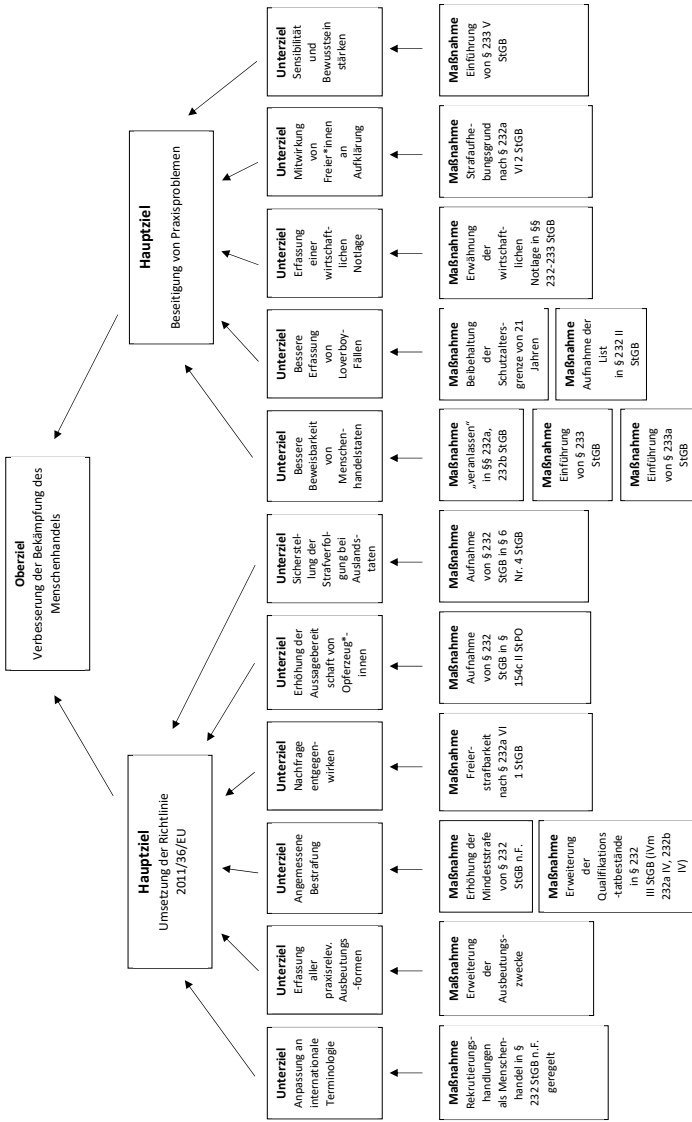 Oberziel
Verbesserung der Bekämpfung des
Menschenhandels
Hauptziel
Umsetzung der Richtlinie
2011/36/EU
Hauptziel
Beseitigung von Praxisproblemen
Unterziel
Anpassung an
internationale
Terminologie
Unterziel
Erfassung
aller
praxisrelev.
Ausbeutungs
-formen
Unterziel
Angemessene
Bestrafung
Unterziel
Nachfrage
entgegen-
wirken
Unterziel
Erhöhung der
Aussagebereit
schaft von
Opferzeug*-
innen
Unterziel
Sicherstel-
lung der
Strafverfol-
gung bei
Auslands-
taten
Unterziel
Bessere
Beweisbarkeit
von
Menschen-
handelstaten
Unterziel
Bessere
Erfassung
von
Loverboy-
Fällen
Unterziel
Erfassung
einer
wirtschaft-
lichen
Notlage
Unterziel
Mitwirkung
von
Freier*innen
an
Aufklärung
Unterziel
Sensibilität
und
Bewusstsein
stärken
Maßnahme
Rekrutierungs-
handlungen
als Menschen-
handel in §
232 StGB n.F.
geregelt
Maßnahme
Erweiterung
der
Ausbeutungs-
zwecke
Maßnahme
Erhöhung der
Mindeststrafe
von § 232
StGB n.F.
Maßnahme
Erweiterung
der
Qualifikations
-tatbestände
in § 232
III StGB (iVm
232a IV, 232b
IV)
Maßnahme
Freier-
strafbarkeit
nach § 232a VI
1 StGB
Maßnahme
Aufnahme
von § 232
StGB in §
154c II StPO
Maßnahme
Aufnahme
von § 232
StGB in § 6
Nr. 4 StGB
Maßnahme
„veranlassen“
in §§ 232a,
232b StGB
Maßnahme
Einführung
von § 233
StGB
Maßnahme
Einführung
von § 233a
StGB
Maßnahme
Beibehaltung
der
Schutzalters-
grenze von 21
Jahren
Maßnahme
Aufnahme der
List
in § 232 II
StGB
Maßnahme
Erwähnung
der
wirtschaft-
lichen
Notlage in §§
232-233 StGB
Maßnahme
Strafaufhe-
bungsgrund
nach § 232a
VI 2 StGB
Maßnahme
Einführung
von § 233 V
StGB